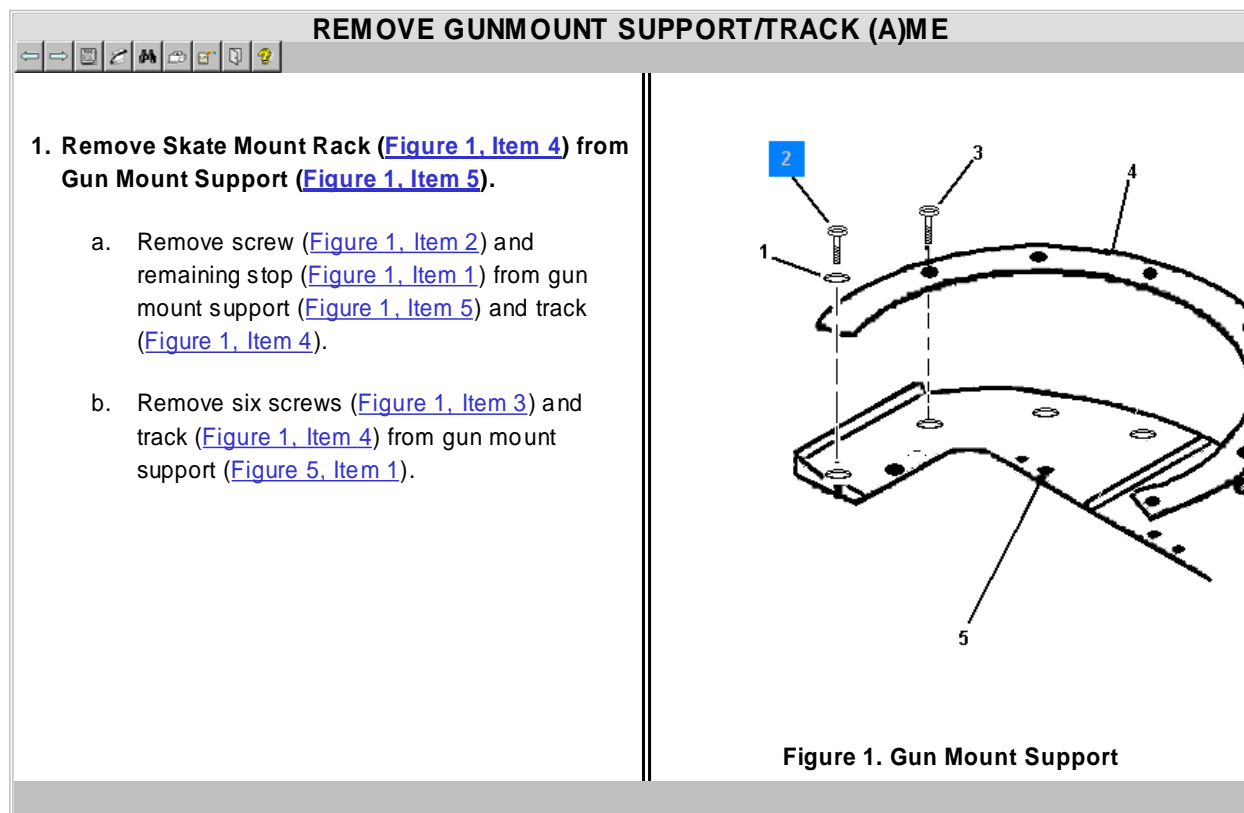 REMOVE GUNMOUNT SUPPORT/TRACK (A)ME
1. Remove Skate Mount Rack (Figure 1, Item 4) from
Gun Mount Support (Figure 1, Item 5).
a. Remove screw (Figure 1, Item 2) and
remaining stop (Figure 1, Item 1) from gun
mount support (Figure 1, Item 5) and track
(Figure 1, Item 4).
b. Remove six screws (Figure 1, Item 3) and
track (Figure 1, Item 4) from gun mount
support (Figure 5, Item 1).
2
3
4
1
5
Figure 1. Gun Mount Support